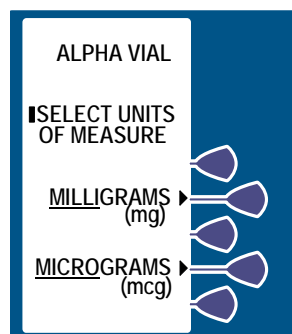 ALPHA VIAL
SELECT UNITS
OF MEASURE
MILLIGRAMS
(mg)
MICROGRAMS
(mcg)